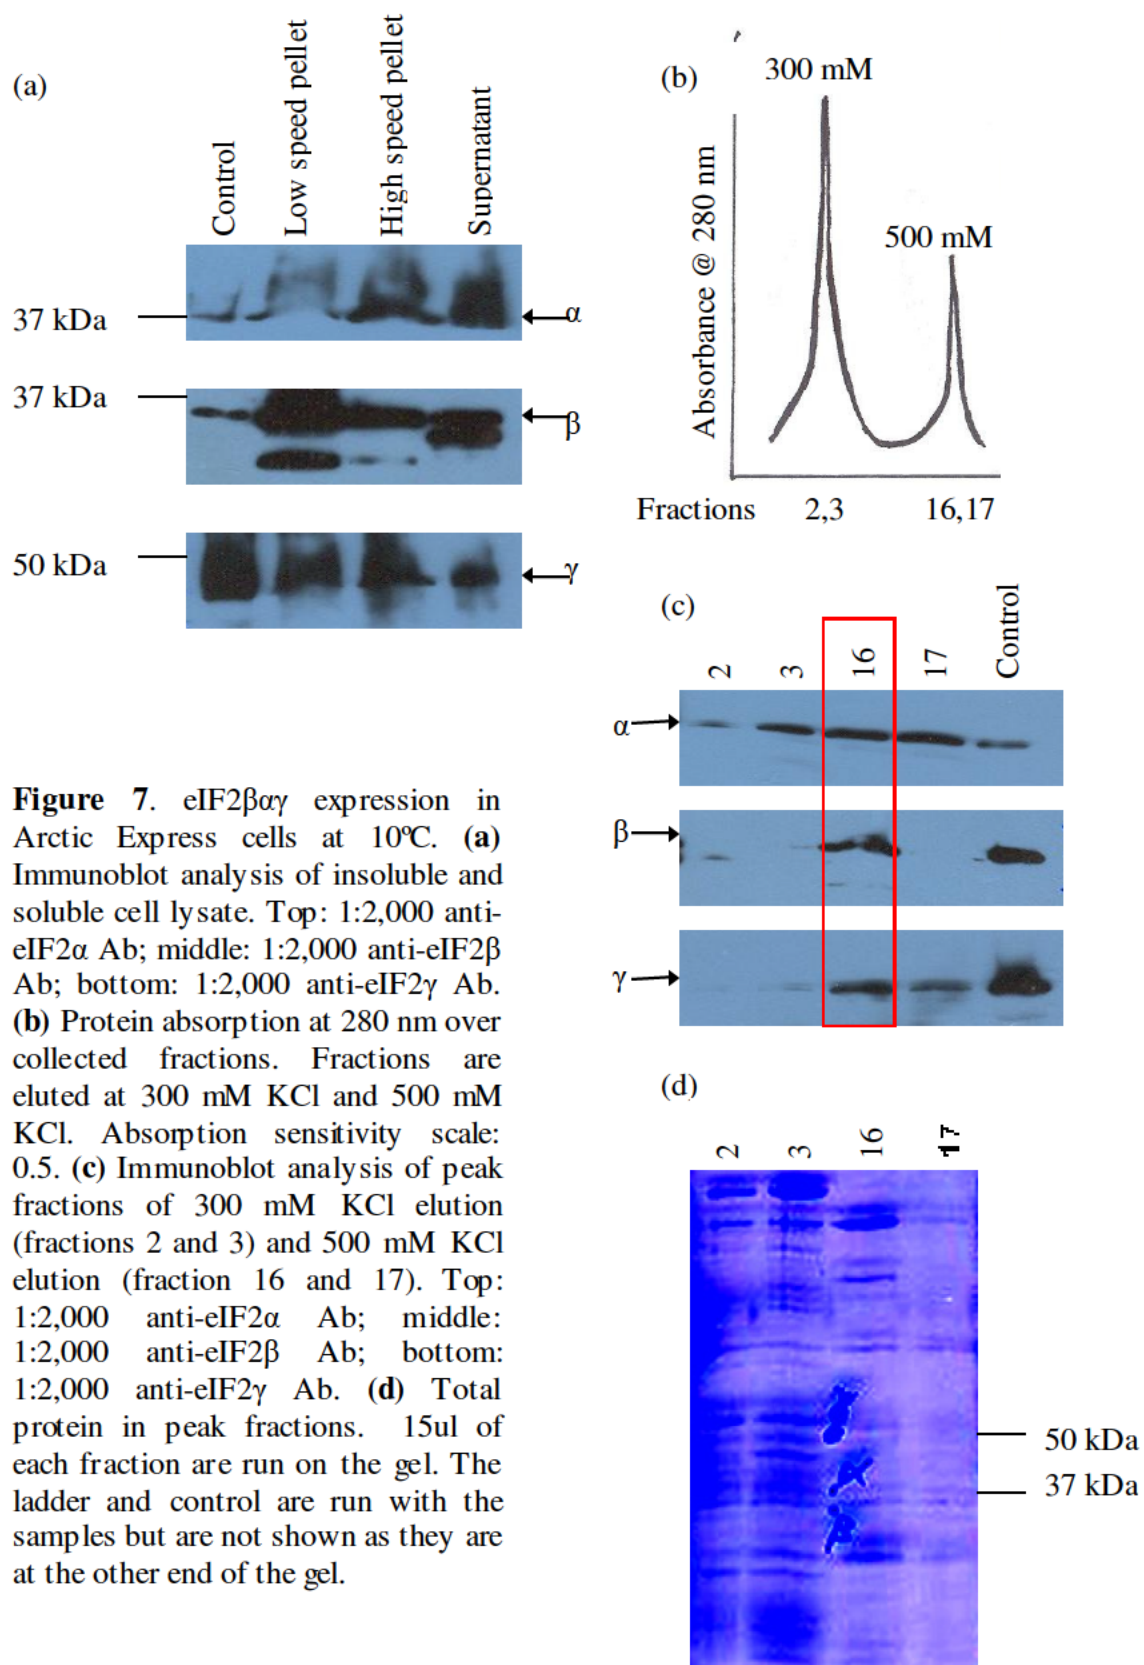 (a)
Control
Low speed pellet
High speed pellet
Supernatant
37 kDa
α
37 kDa
β
50 kDa
γ
(b)
300 mM
500 mM
Absorbance @ 280 nm
Fractions 2,3 16,17
(c)
2 3 16 17 Control
α
β
γ
Figure 7. eIF2βαγ expression in
Arctic Express cells at 10ºC. (a)
Immunoblot analysis of insoluble and
soluble cell lysate. Top: 1:2,000 anti-
eIF2α Ab; middle: 1:2,000 anti-eIF2β
Ab; bottom: 1:2,000 anti-eIF2γ Ab.
(b) Protein absorption at 280 nm over
collected fractions. Fractions are
eluted at 300 mM KCl and 500 mM
KCl. Absorption sensitivity scale:
0.5. (c) Immunoblot analysis of peak
fractions of 300 mM KCl elution
(fractions 2 and 3) and 500 mM KCl
elution (fraction 16 and 17). Top:
1:2,000 anti-eIF2α Ab; middle:
1:2,000 anti-eIF2β Ab; bottom:
1:2,000 anti-eIF2γ Ab. (d) Total
protein in peak fractions. 15ul of
each fraction are run on the gel. The
ladder and control are run with the
samples but are not shown as they are
at the other end of the gel.
(d)
2 3 16 17
50 kDa
37 kDa